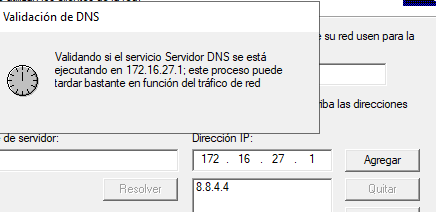 Validación de DNS
Validando si el servicio Servidor DNS se está
ejecutando en 172.16.27.1; este proceso puede
tardar bastante en función del tráfico de red
su red usen para la
iba las direcciones
de servidor:
Dirección IP:
172 . 16 . 27 . 1
Agregar
Resolver
8.8.4.4
Quitar